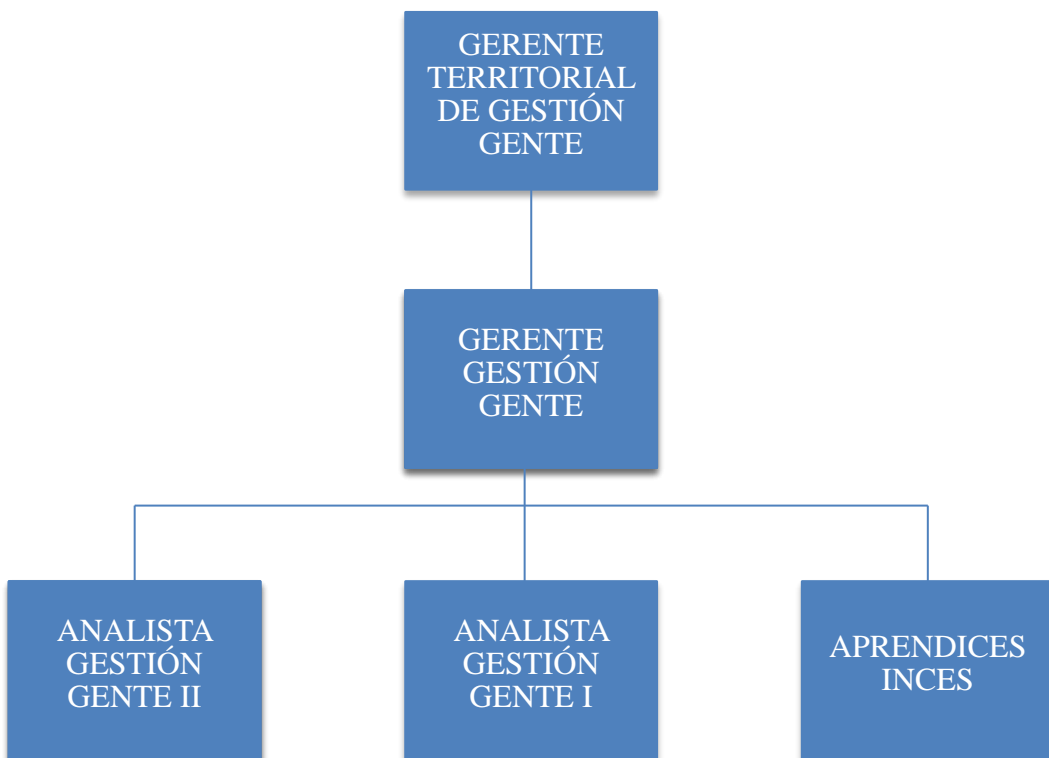 GERENTE
TERRITORIAL
DE GESTIÓN
GENTE
GERENTE
GESTIÓN
GENTE
ANALISTA
GESTIÓN
GENTE II
ANALISTA
GESTIÓN
GENTE I
APRENDICES
INCES